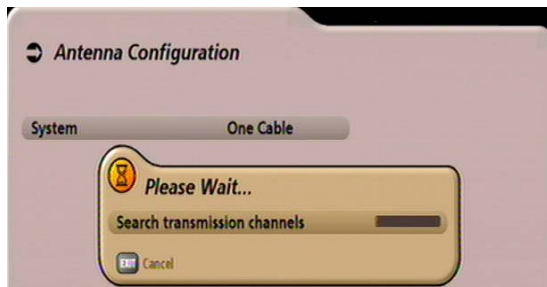 Antenna Configuration
System One Cable
Please Wait...
Search transmission channels
EXIT Cancel